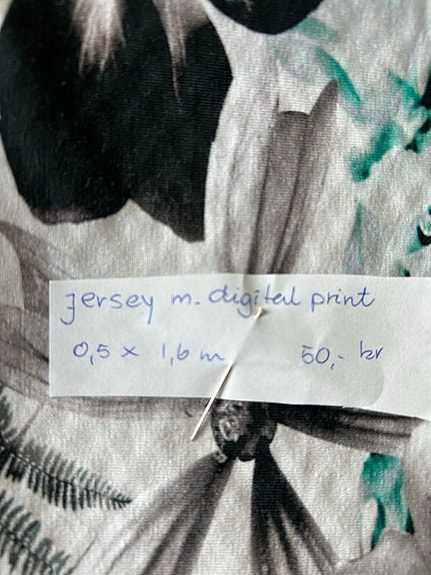 jersey m. digital print
0,5 x 1,6 m 50,- kr